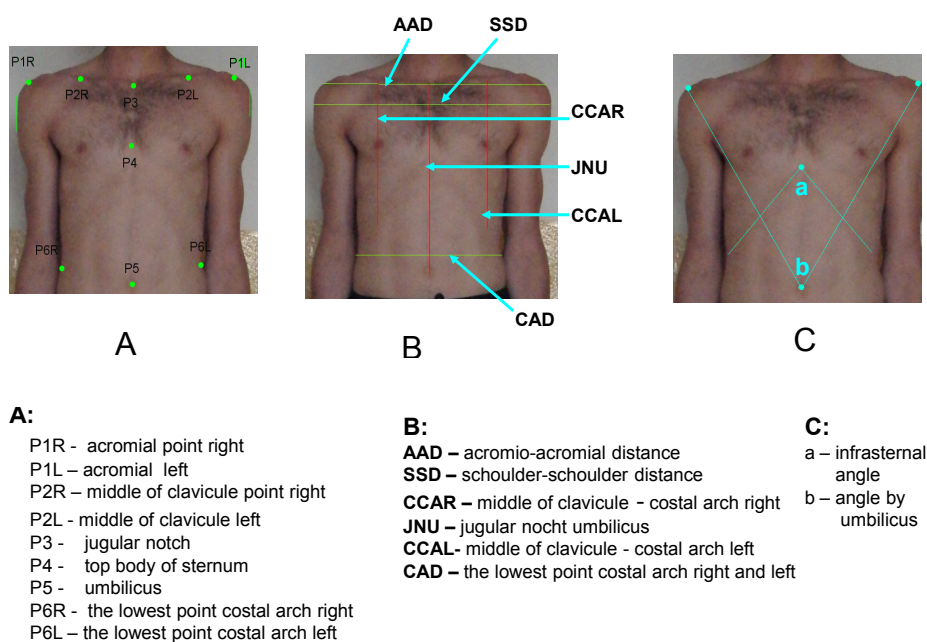 AAD SSD
P1R P1L
P2R P3 P2L
CCAR
P4
JNU
a
CCAL
P6R P6L
P5
b
CAD
A B C
A:
P1R - acromial point right
P1L – acromial left
P2R – middle of clavicule point right
P2L - middle of clavicule left
P3 - jugular notch
P4 - top body of sternum
P5 - umbilicus
P6R - the lowest point costal arch right
P6L – the lowest point costal arch left
B:
AAD – acromio-acromial distance
SSD – schoulder-schoulder distance
CCAR – middle of clavicule - costal arch right
JNU – jugular nocht umbilicus
CCAL- middle of clavicule - costal arch left
CAD – the lowest point costal arch right and left
C:
a – infrasternal
angle
b – angle by
umbilicus